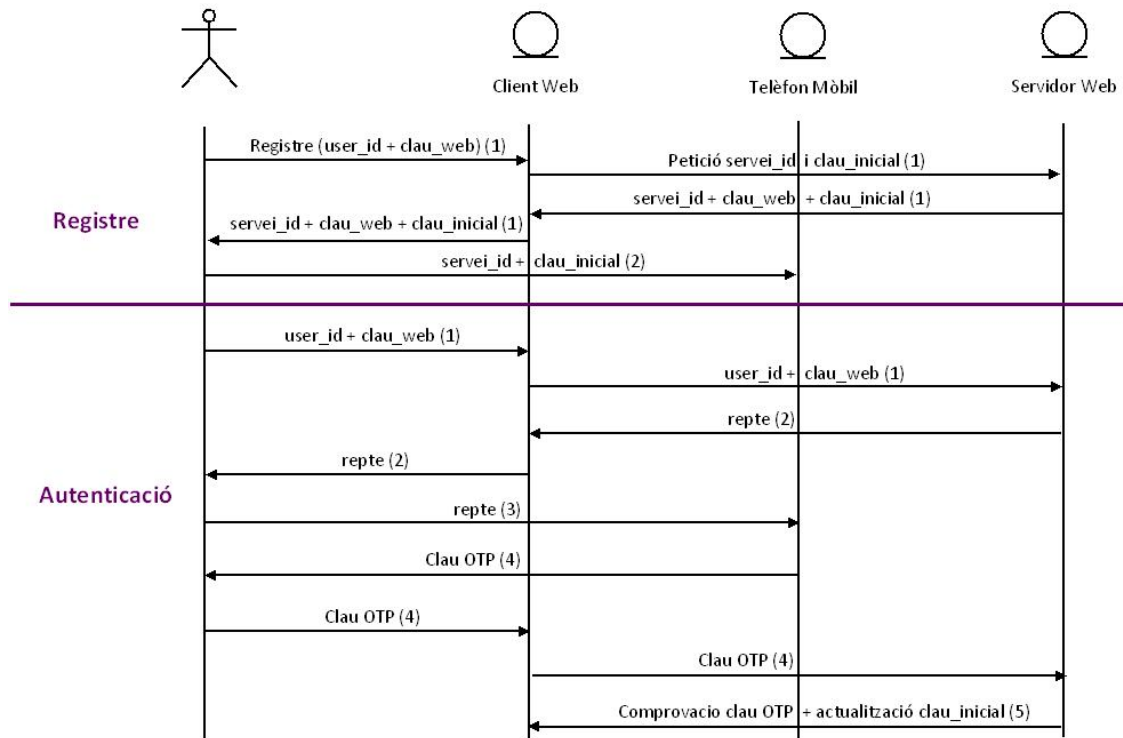 Client Web
Telèfon Mòbil
Servidor Web
Registre (user_id + clau_web) (1)
Petició servei_id i clau_inicial (1)
servei_id + clau_web + clau_inicial (1)
Registre
servei_id + clau_web + clau_inicial (1)
servei_id + clau_inicial (2)
user_id + clau_web (1)
user_id + clau_web (1)
repte (2)
repte (2)
Autenticació
repte (3)
Clau OTP (4)
Clau OTP (4)
Clau OTP (4)
Comprovacio clau OTP + actualització clau_inicial (5)